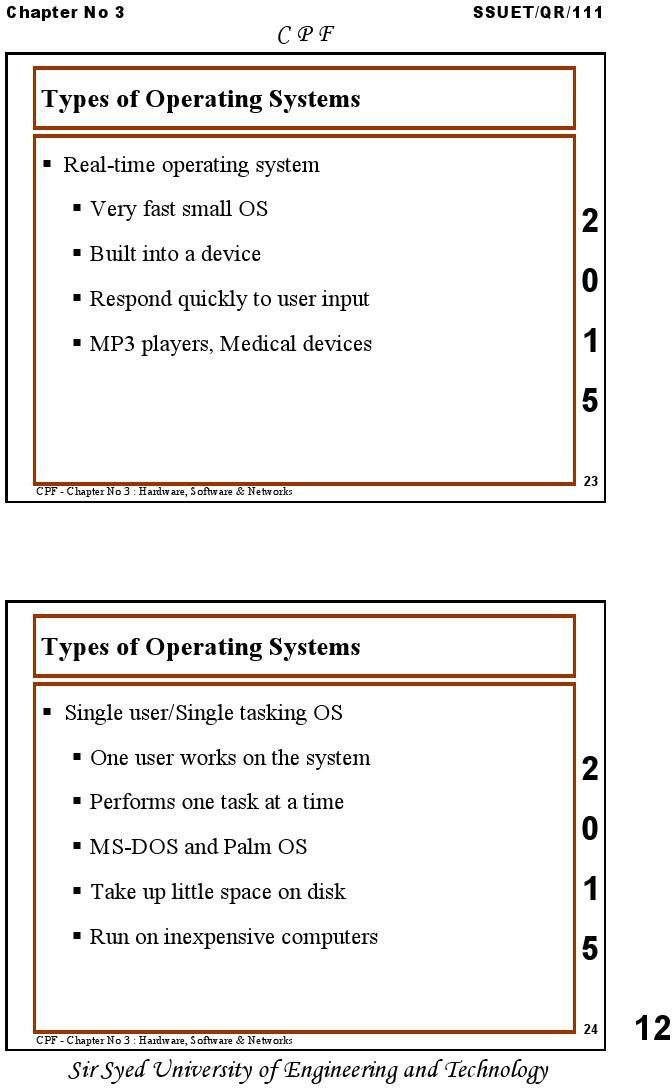 Chapter No 3 SSUET/QR/111
C P F
Types of Operating Systems
▪ Real-time operating system
▪ Very fast small OS
▪ Built into a device
▪ Respond quickly to user input
▪ MP3 players, Medical devices
2
0
1
5
23
CPF - Chapter No 3 : Hardware, Software & Networks
Types of Operating Systems
▪ Single user/Single tasking OS
▪ One user works on the system
▪ Performs one task at a time
▪ MS-DOS and Palm OS
▪ Take up little space on disk
▪ Run on inexpensive computers
2
0
1
5
24
CPF - Chapter No 3 : Hardware, Software & Networks
12
Sir Syed University of Engineering and Technology